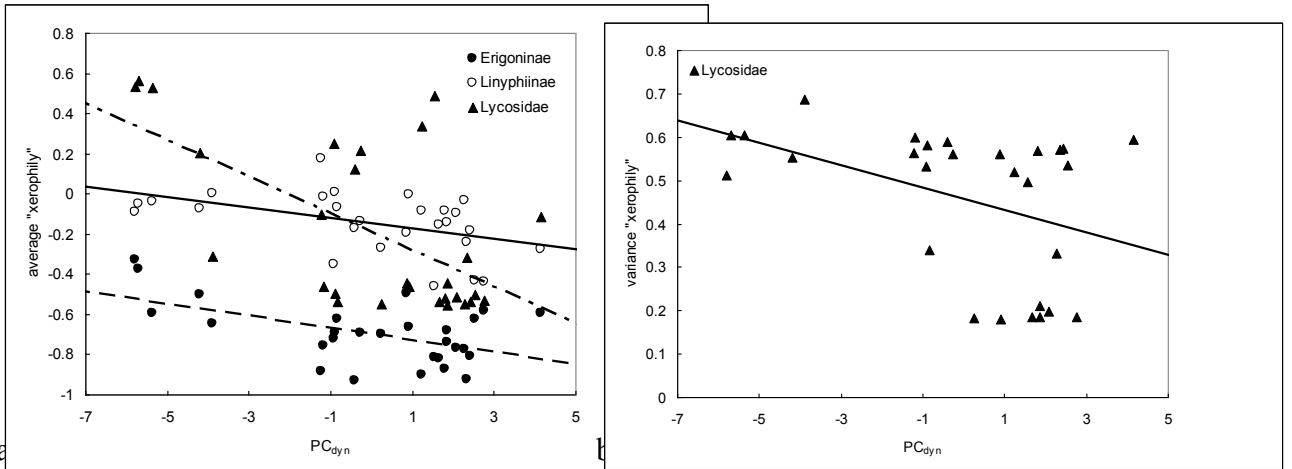 0.8
0.6
0.4
0.2
0
-0.2
-0.4
-0.6
-0.8
-1
average "xerophily"
-7 -5 -3 -1 1 3 5
PCdyn
Erigoninae
Linyphiinae
Lycosidae
a
0.8
0.7
0.6
0.5
0.4
0.3
0.2
0.1
0
variance "xerophily"
-7 -5 -3 -1 1 3 5
PCdyn
Lycosidae
b